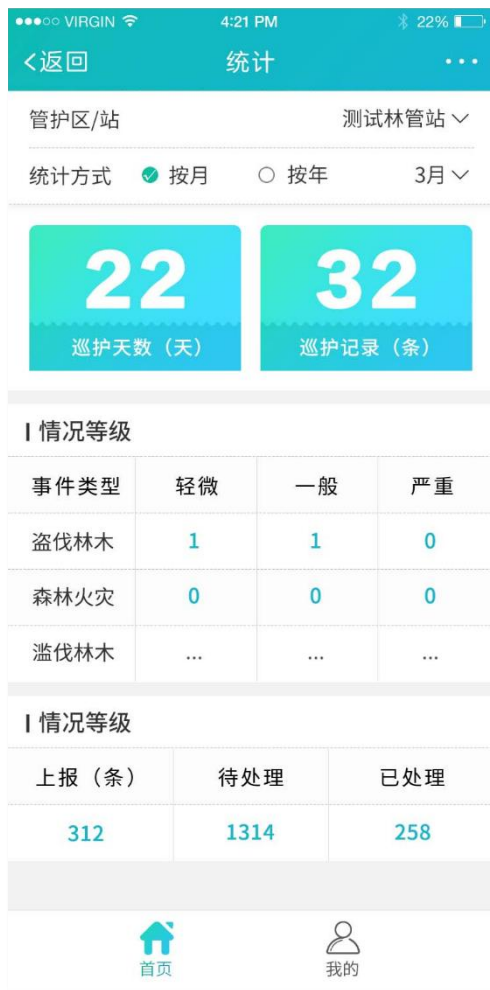 VIRGIN 4:21 PM 22%
返回 统计 ...
管护区/站 测试林管站
统计方式 按月 按年 3月
22 32
巡护天数（天） 巡护记录（条）
情况等级
事件类型 轻微 一般 严重
盗伐林木 1 1 0
森林火灾 0 0 0
滥伐林木 ... ... ...
情况等级
上报（条） 待处理 已处理
312 1314 258
首页 我的